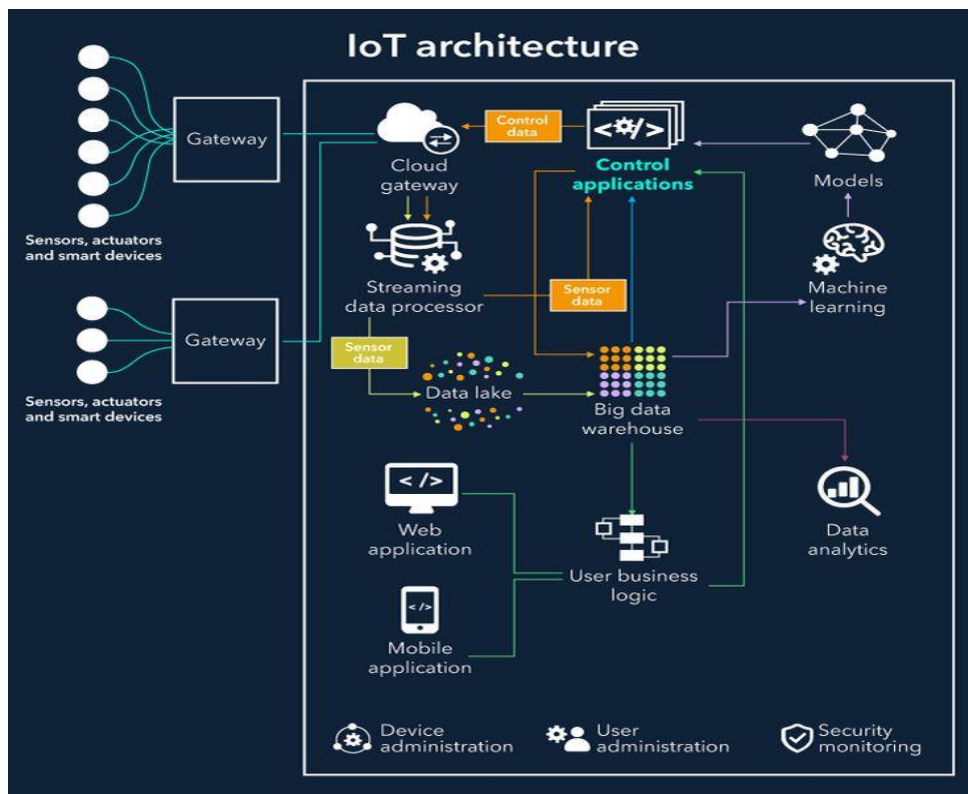 IoT architecture
Gateway
Sensors, actuators
and smart devices
Gateway
Sensors, actuators
and smart devices
Cloud
gateway
Control
data
</>
Control
applications
Models
Streaming
data processor
Sensor
data
Machine
learning
Sensor
data
Data lake
Big data
warehouse
</>
Web
application
User business
logic
Data
analytics
</>
Mobile
application
Device
administration
User
administration
Security
monitoring